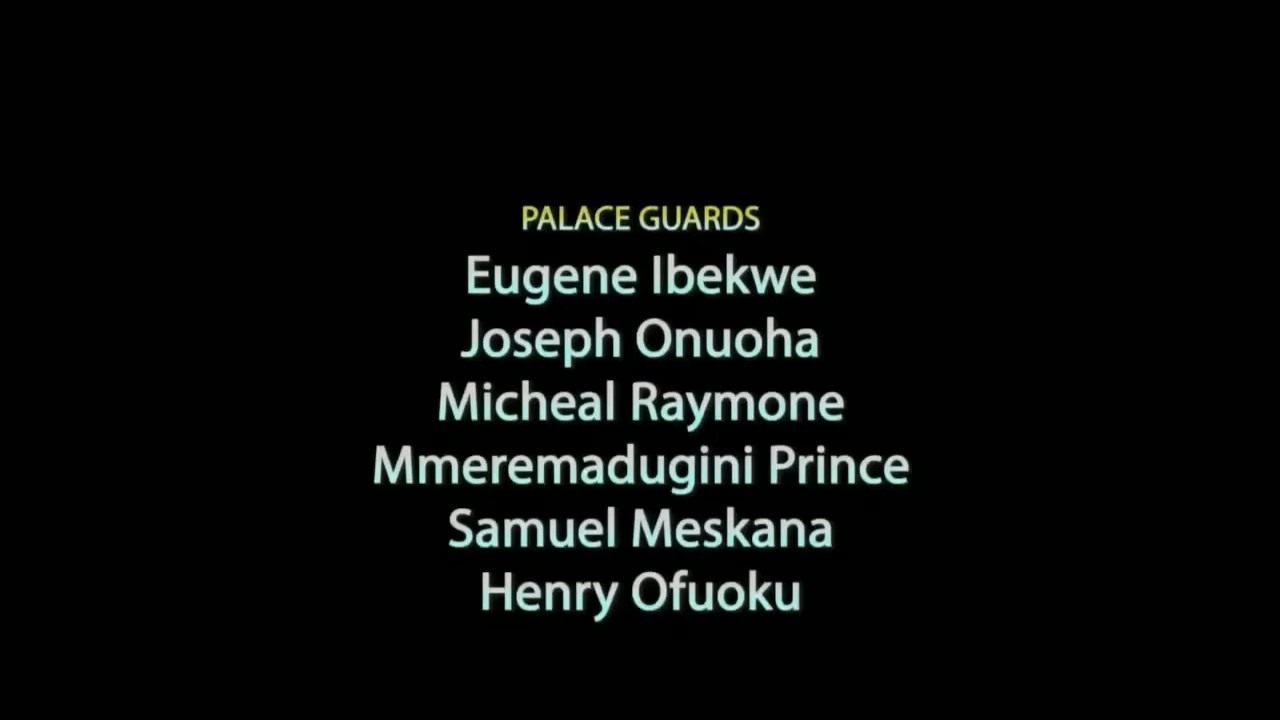 PALACE GUARDS
Eugene Ibekwe
Joseph Onuoha
Micheal Raymone
Mmeremadugini Prince
Samuel Meskana
Henry Ofuoku